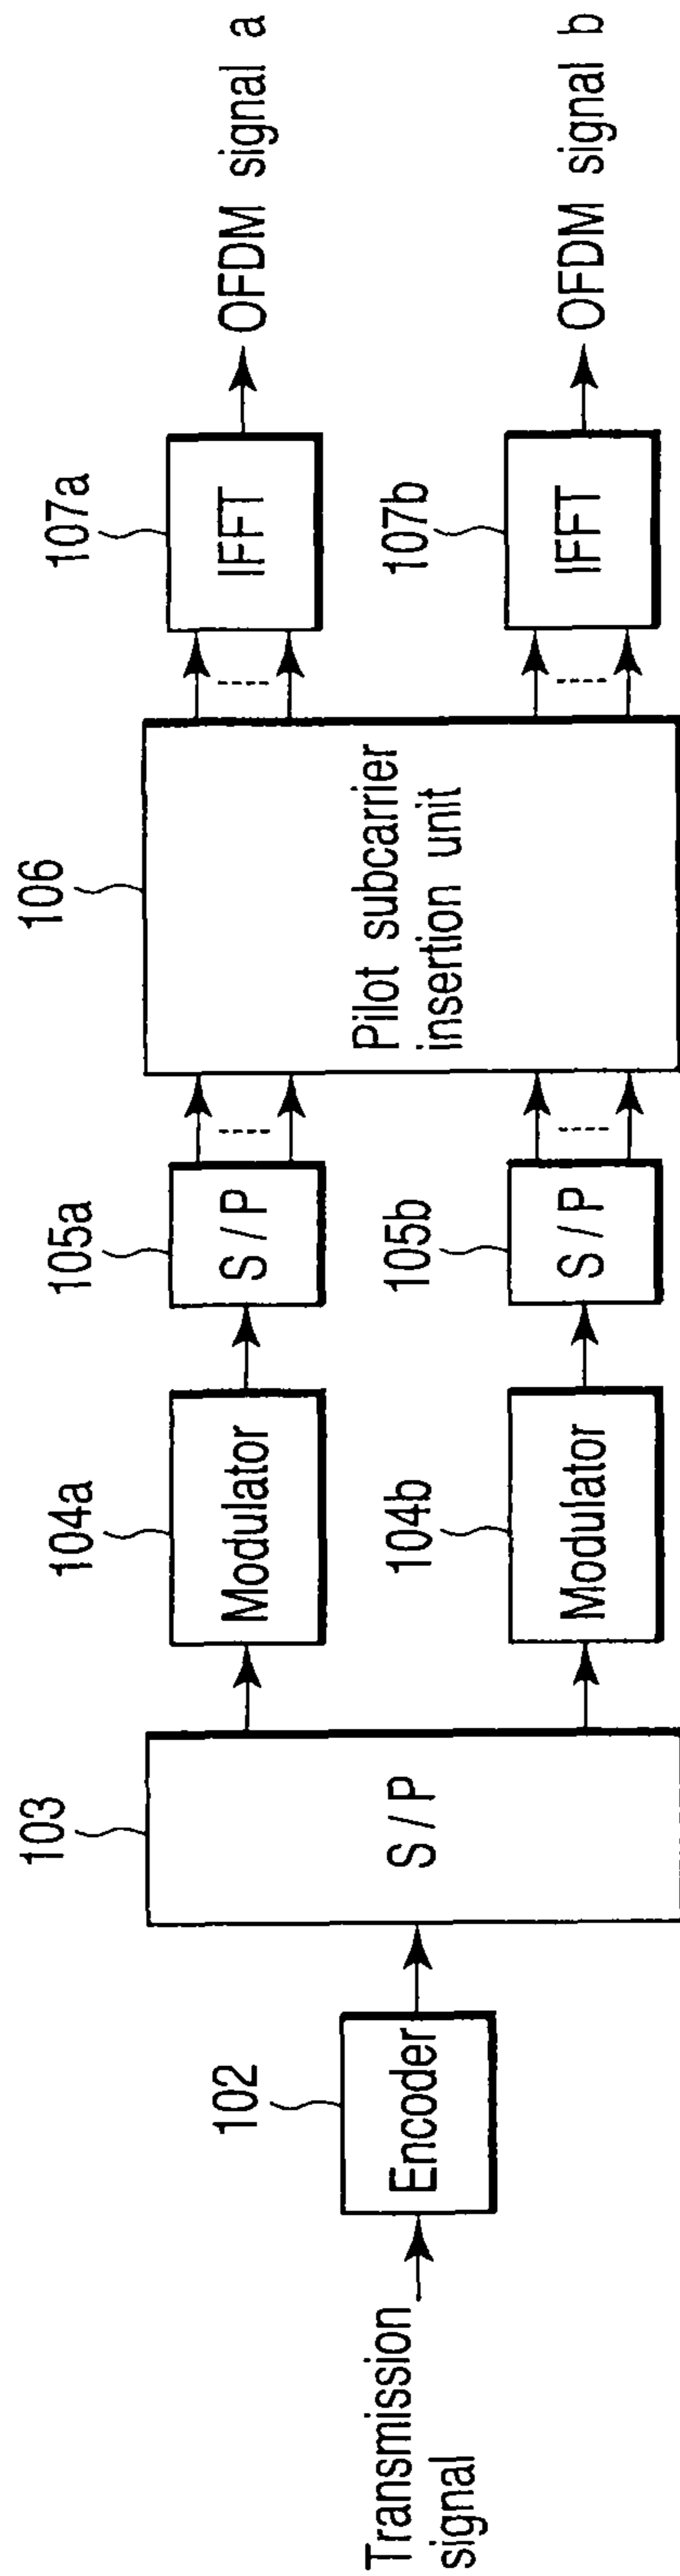 Transmission
signal
102
Encoder
103
S / P
104a
Modulator
104b
Modulator
105a
S / P
105b
S / P
106
Pilot subcarrier
insertion unit
107a
IFFT
107b
IFFT
OFDM signal a
OFDM signal b